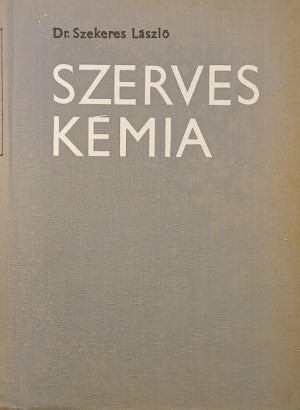 Dr. Szekeres László
SZERVES
KÉMIA